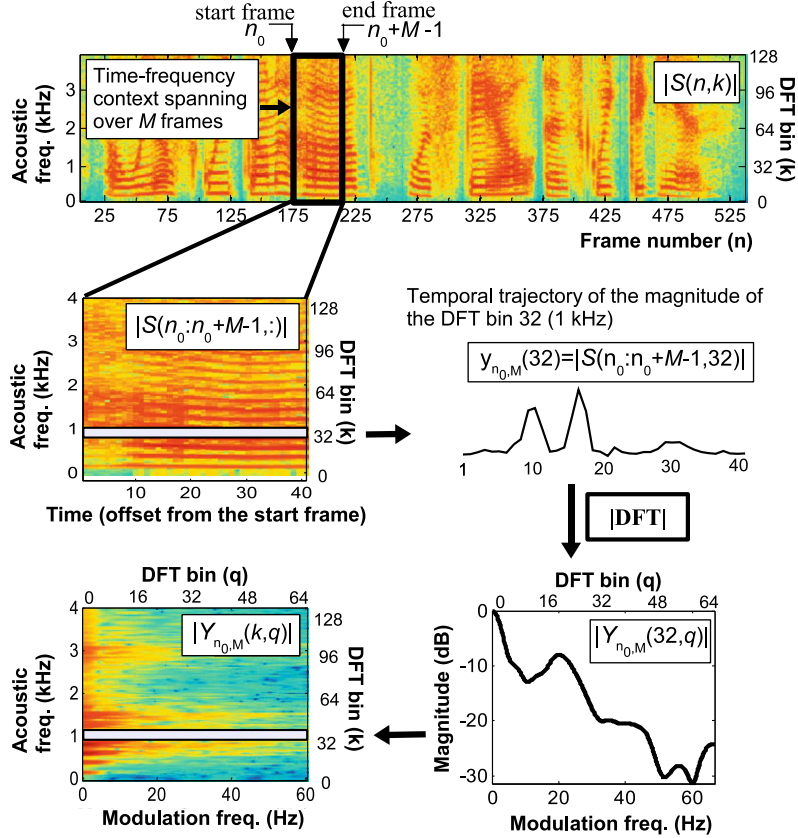 start frame
n0
end frame
n0+M-1
Time-frequency
context spanning
over M frames
|S(n,k)|
Acoustic
freq. (kHz)
3
2
1
0
128
96
64
32
0
DFT bin (k)
25 75 125 175 225 275 325 375 425 475 525
Frame number (n)
|S(n0:n0+M-1,:)|
Acoustic
freq. (kHz)
4
3
2
1
0
128
96
64
32
0
DFT bin (k)
10 20 30 40
Time (offset from the start frame)
Temporal trajectory of the magnitude of
the DFT bin 32 (1 kHz)
yn0,M(32)=|S(n0:n0+M-1,32)|
1 10 20 30 40
|DFT|
DFT bin (q)
0 16 32 48 60 64
|Yn0,M(k,q)|
Acoustic
freq. (kHz)
4
3
2
1
0
128
96
64
32
0
DFT bin (k)
0 20 40 60
Modulation freq. (Hz)
DFT bin (q)
0 16 30 48 60 64
|Yn0,M(32,q)|
Magnitude (dB)
0
-10
-20
-30
0 20 40 60
Modulation freq. (Hz)